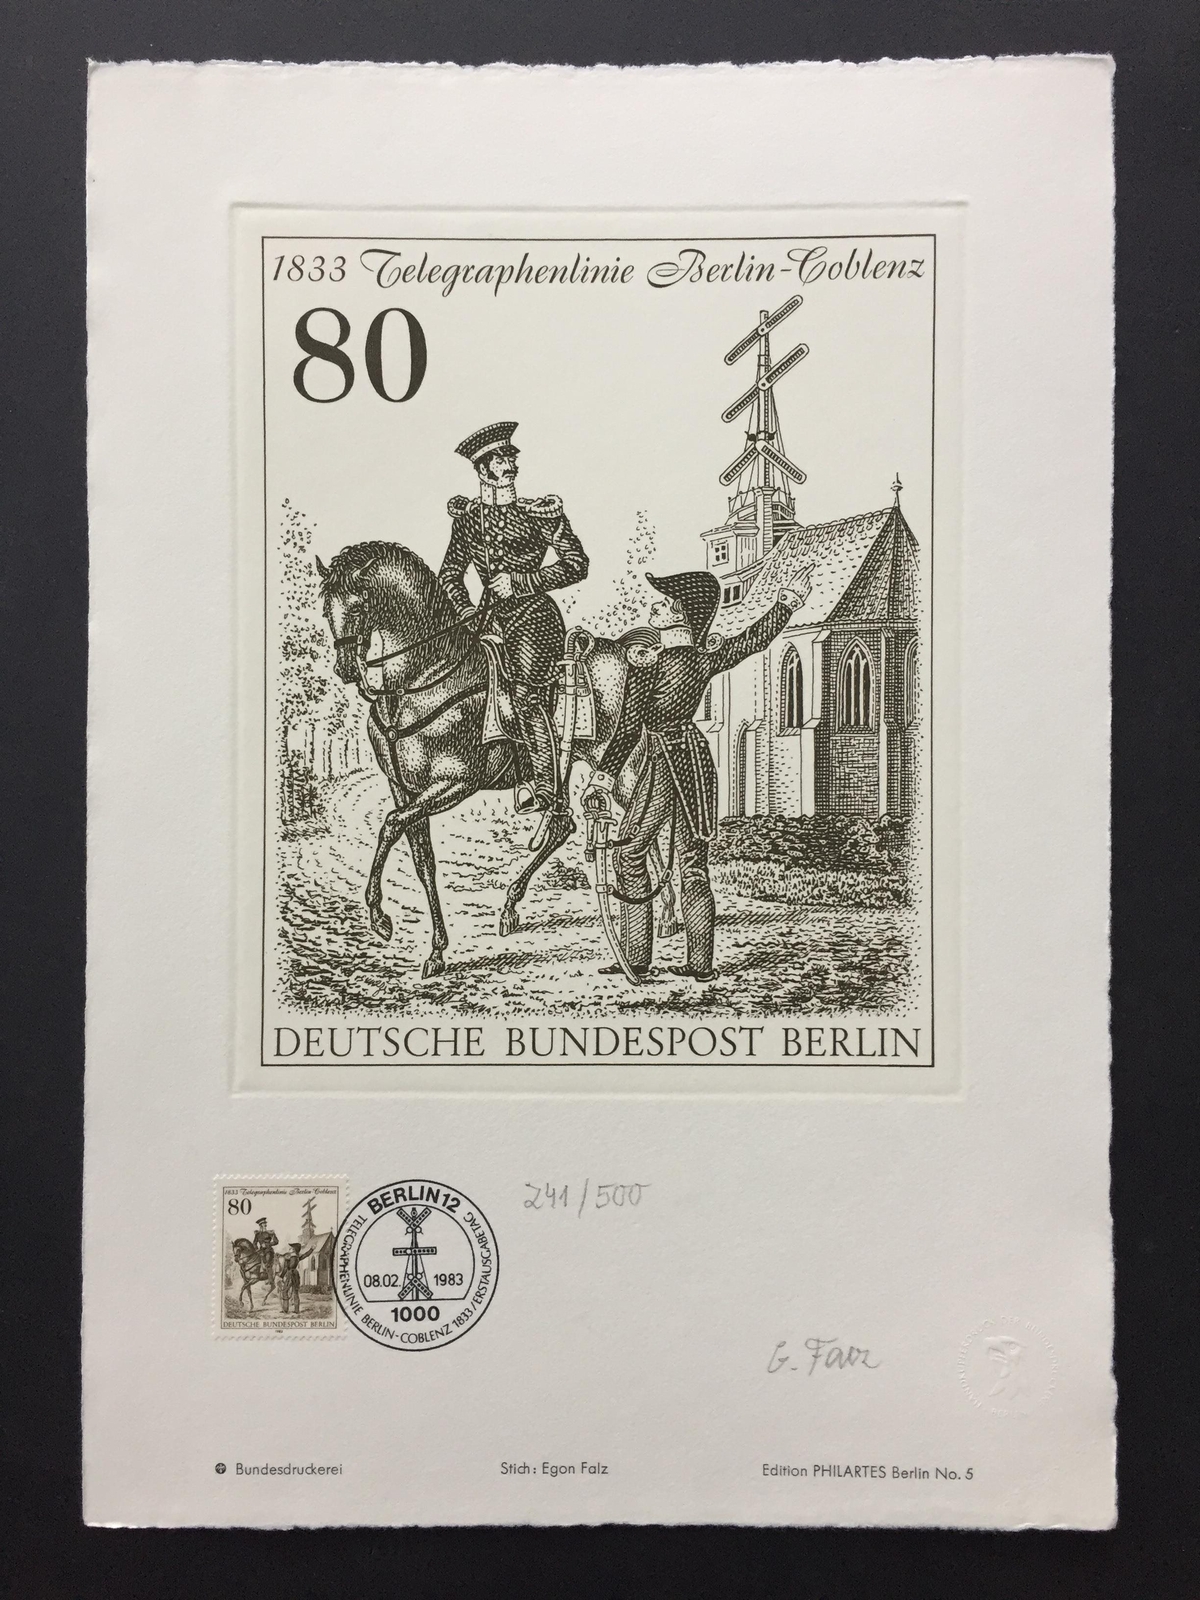 1833 Telegraphenlinie Berlin-Coblenz
80
DEUTSCHE BUNDESPOST BERLIN
1833 Telegraphenlinie Berlin-Coblenz
80
DEUTSCHE BUNDESPOST BERLIN
BERLIN 12
08.02. 1983
1000
TELEGRAPHENLINIE BERLIN-COBLENZ 1833/ERSTAUSGABETAG
241/500
Bundesdruckerei
Stich: Egon Falz
Edition PHILARTES Berlin No. 5